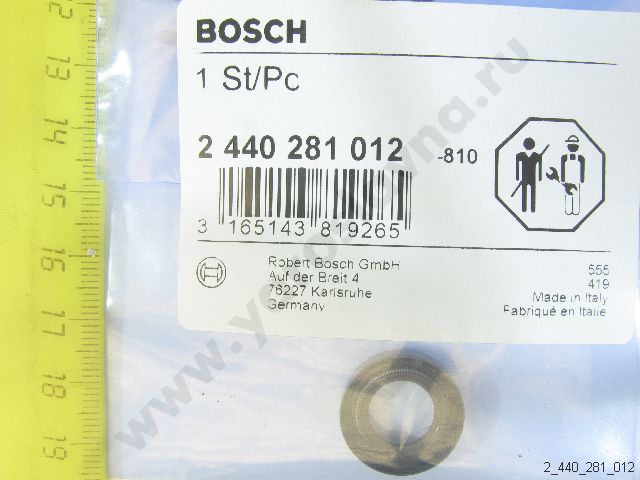 BOSCH
1 St/Pc
2 440 281 012 -810
3 165143 819265
Robert Bosch GmbH
Auf der Breit 4
76227 Karlsruhe
Germany
555
419
Made in Italy
Fabriqué en Italie
13
14
15
16
17
18
19
2_440_281_012